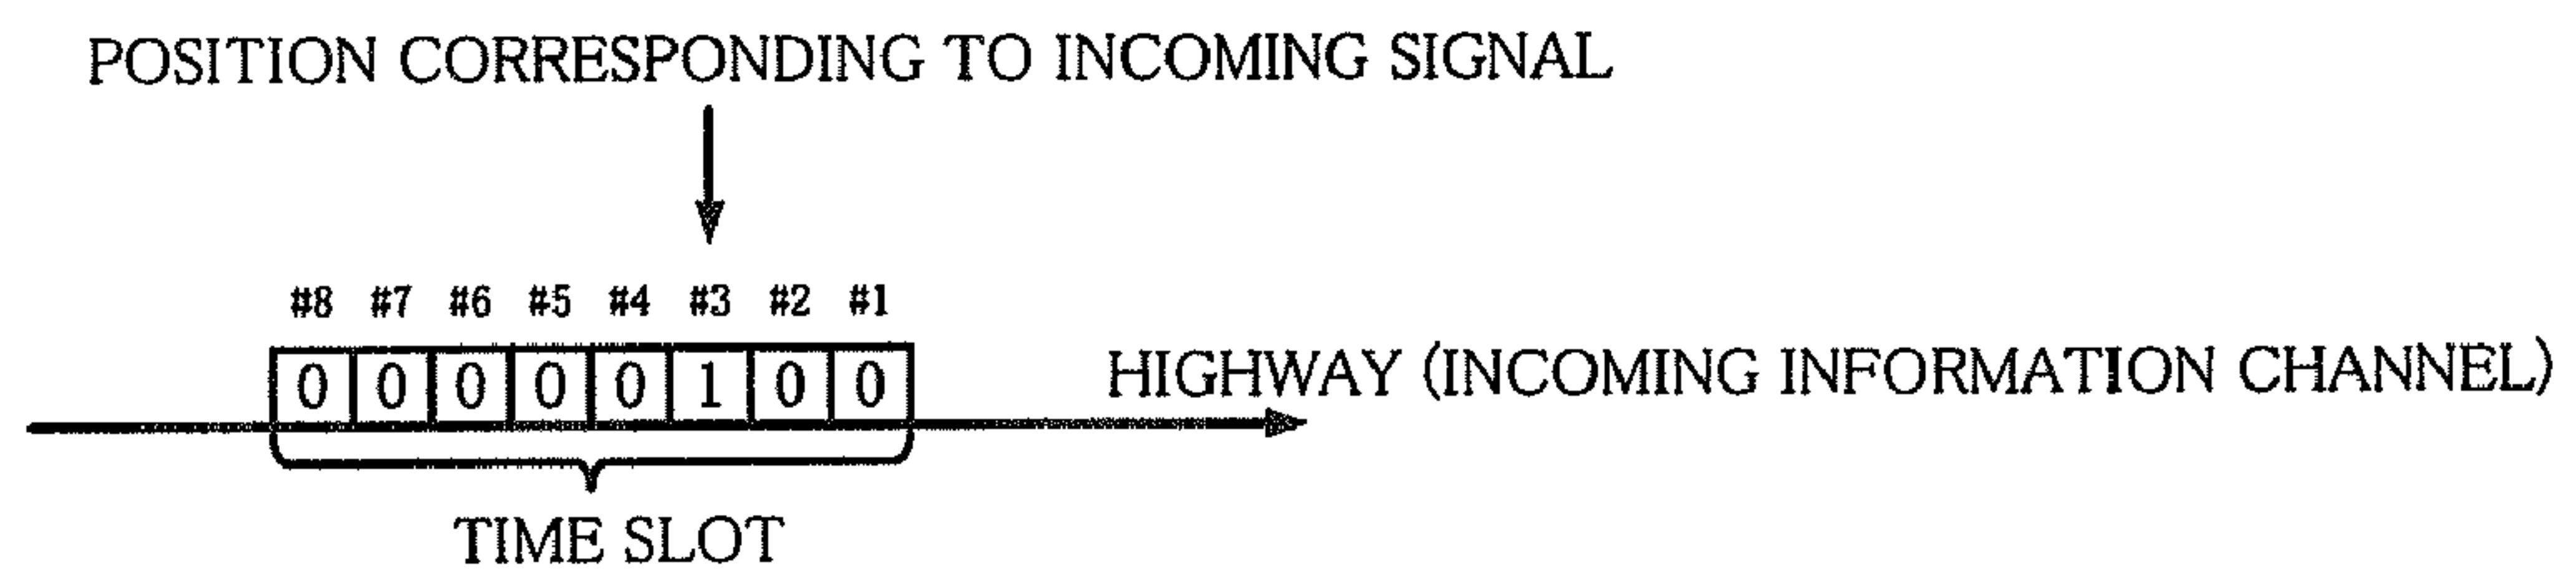 POSITION CORRESPONDING TO INCOMING SIGNAL
#8 #7 #6 #5 #4 #3 #2 #1
0 0 0 0 0 1 0 0
HIGHWAY (INCOMING INFORMATION CHANNEL)
TIME SLOT